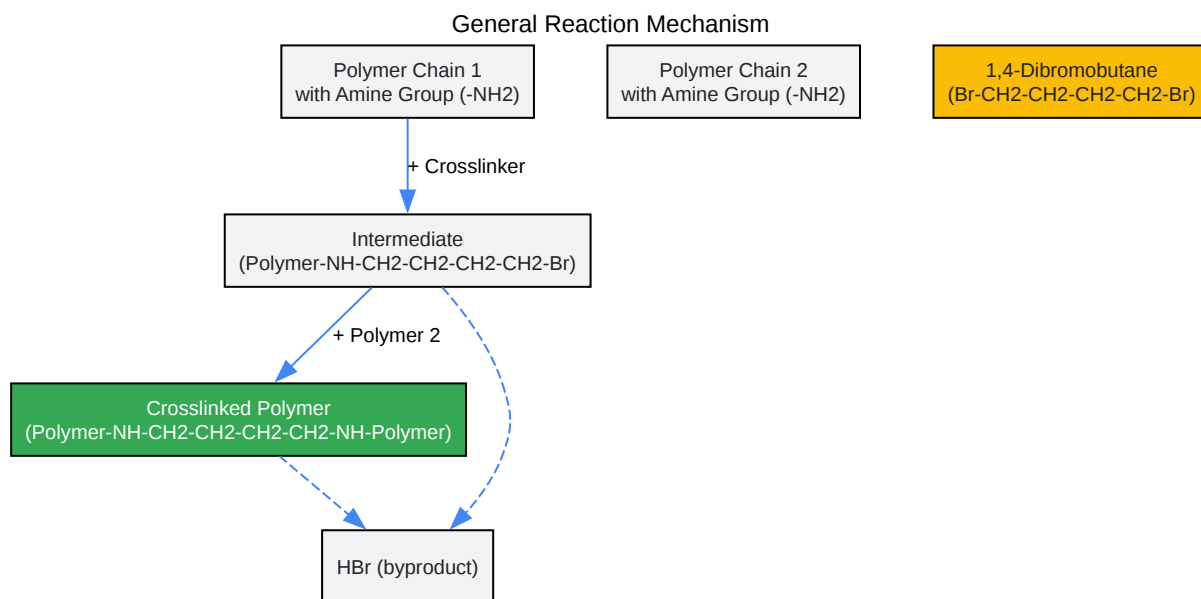 General Reaction Mechanism
Polymer Chain 1
with Amine Group (-NH2)
Polymer Chain 2
with Amine Group (-NH2)
1,4-Dibromobutane
(Br-CH2-CH2-CH2-CH2-Br)
+ Crosslinker
Intermediate
(Polymer-NH-CH2-CH2-CH2-CH2-Br)
+ Polymer 2
Crosslinked Polymer
(Polymer-NH-CH2-CH2-CH2-CH2-NH-Polymer)
HBr (byproduct)